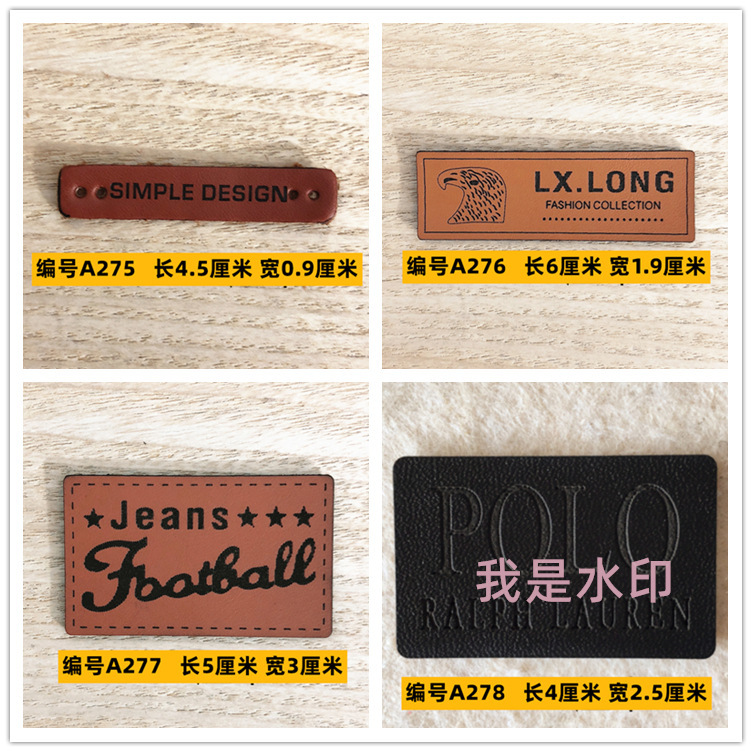 SIMPLE DESIGN
编号A275 长4.5厘米 宽0.9厘米
LX.LONG
FASHION COLLECTION
编号A276 长6厘米 宽1.9厘米
★Jeans★★★
Football
编号A277 长5厘米 宽3厘米
POLO
我是水印
RALPH LAUREN
编号A278 长4厘米 宽2.5厘米